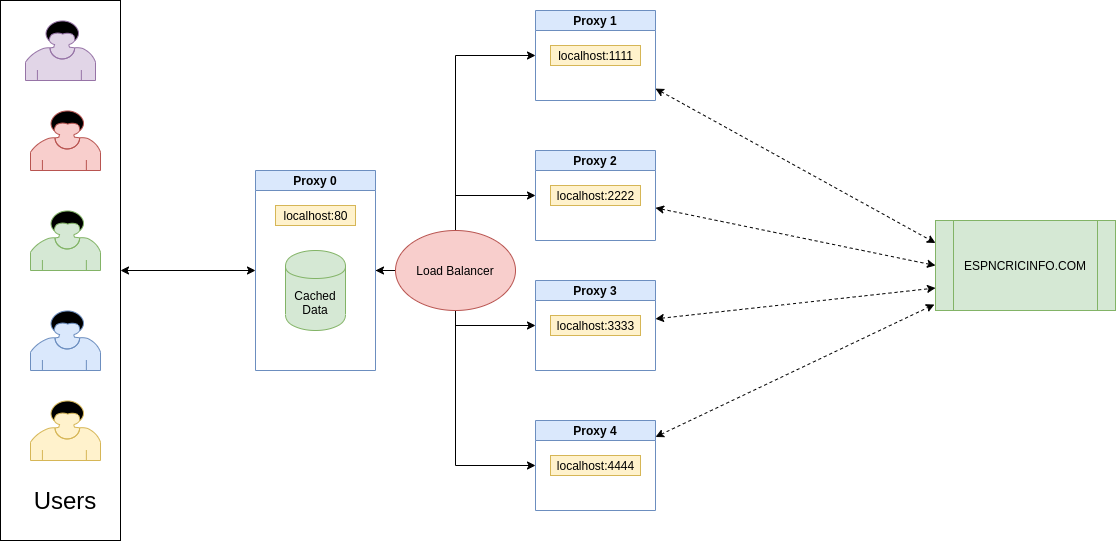 Users
Proxy 0
localhost:80
Cached
Data
Load Balancer
Proxy 1
localhost:1111
Proxy 2
localhost:2222
Proxy 3
localhost:3333
Proxy 4
localhost:4444
ESPNCRICINFO.COM